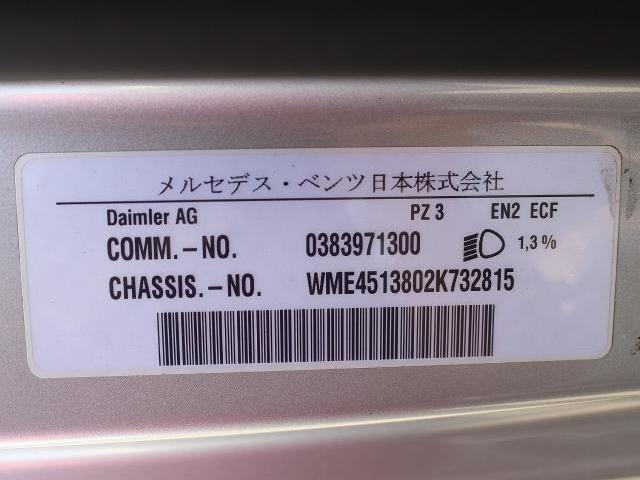 メルセデス・ベンツ日本株式会社
Daimler AG PZ 3 EN2 ECF
COMM.-NO. 0383971300 1,3%
CHASSIS.-NO. WME4513802K732815